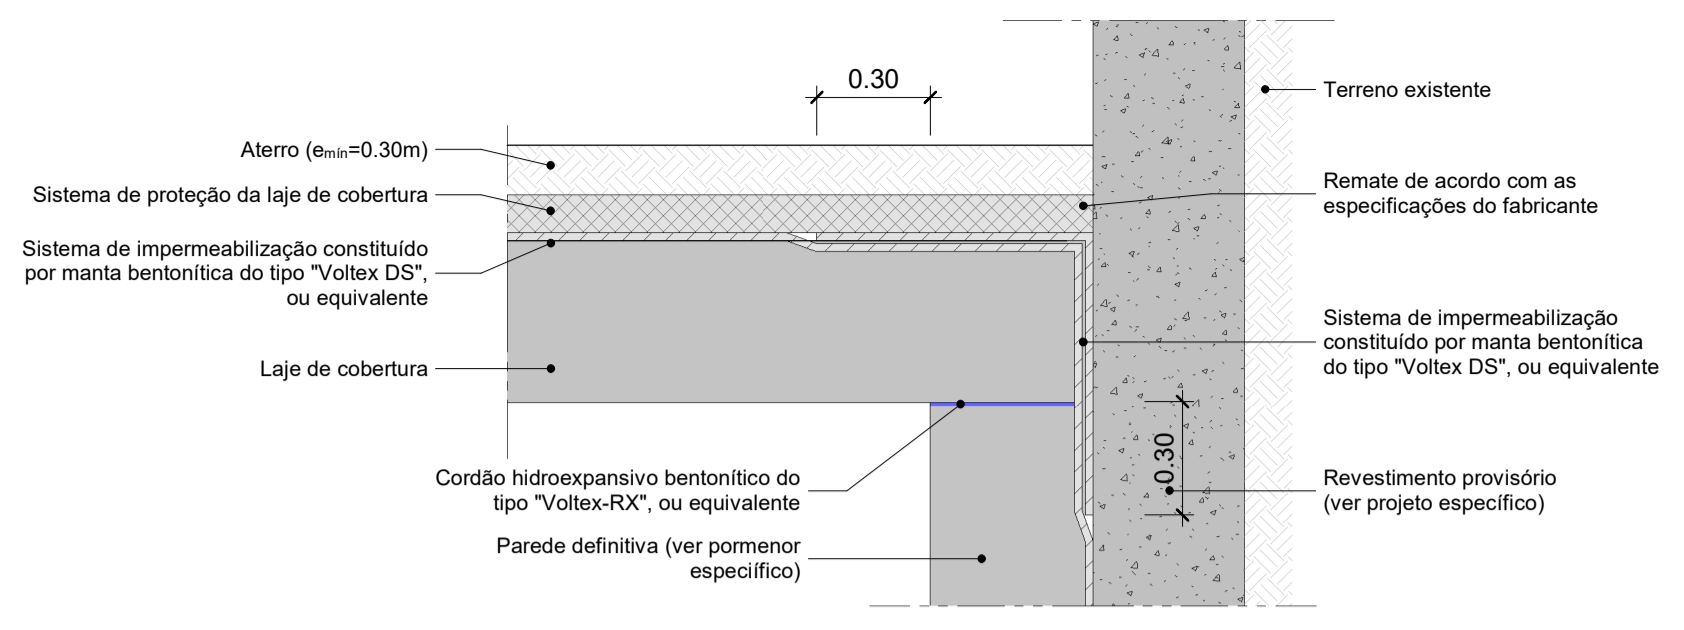 0.30
Aterro (emín=0.30m)
Sistema de proteção da laje de cobertura
Sistema de impermeabilização constituído
por manta bentonítica do tipo "Voltex DS",
ou equivalente
Laje de cobertura
Cordão hidroexpansivo bentonítico do
tipo "Voltex-RX", ou equivalente
Parede definitiva (ver pormenor
especiífico)
Terreno existente
Remate de acordo com as
especificações do fabricante
Sistema de impermeabilização
constituído por manta bentonítica
do tipo "Voltex DS", ou equivalente
0.30
Revestimento provisório
(ver projeto específico)